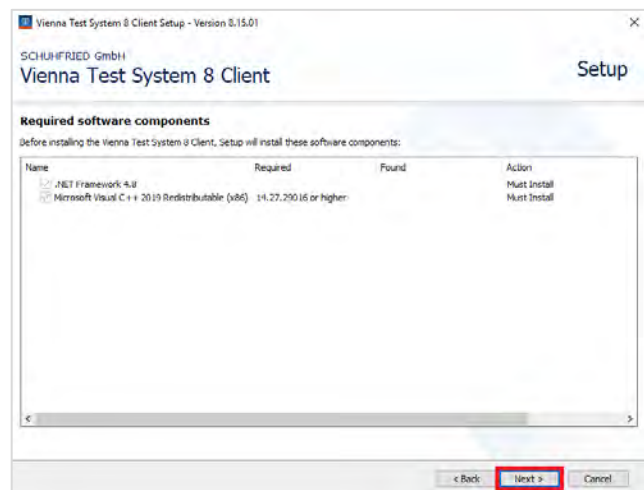 Vienna Test System 8 Client Setup - Version 8.15.01
SCHUHFRIED GmbH
Vienna Test System 8 Client
Setup
Required software components
Before installing the Vienna Test System 8 Client, Setup will install these software components:
Name Required Found Action
.NET Framework 4.8 Must Install
Microsoft Visual C++ 2019 Redistributable (x86) 14.27.29016 or higher Must Install
< Back Next > Cancel